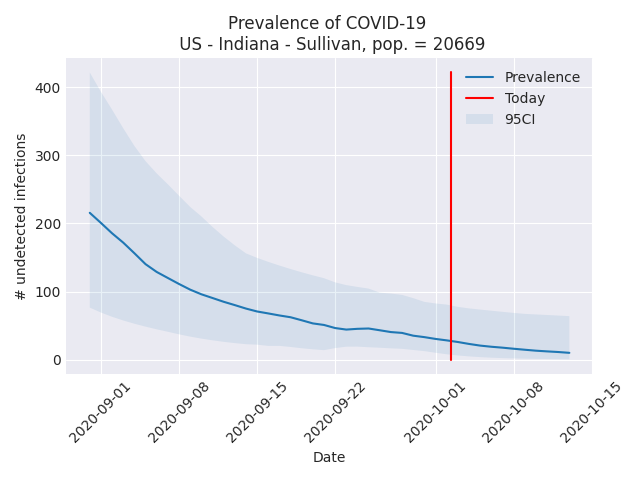 Prevalence of COVID-19
US - Indiana - Sullivan, pop. = 20669
Prevalence
Today
95CI
# undetected infections
400
300
200
100
0
2020-09-01
2020-09-08
2020-09-15
2020-09-22
2020-10-01
2020-10-08
2020-10-15
Date